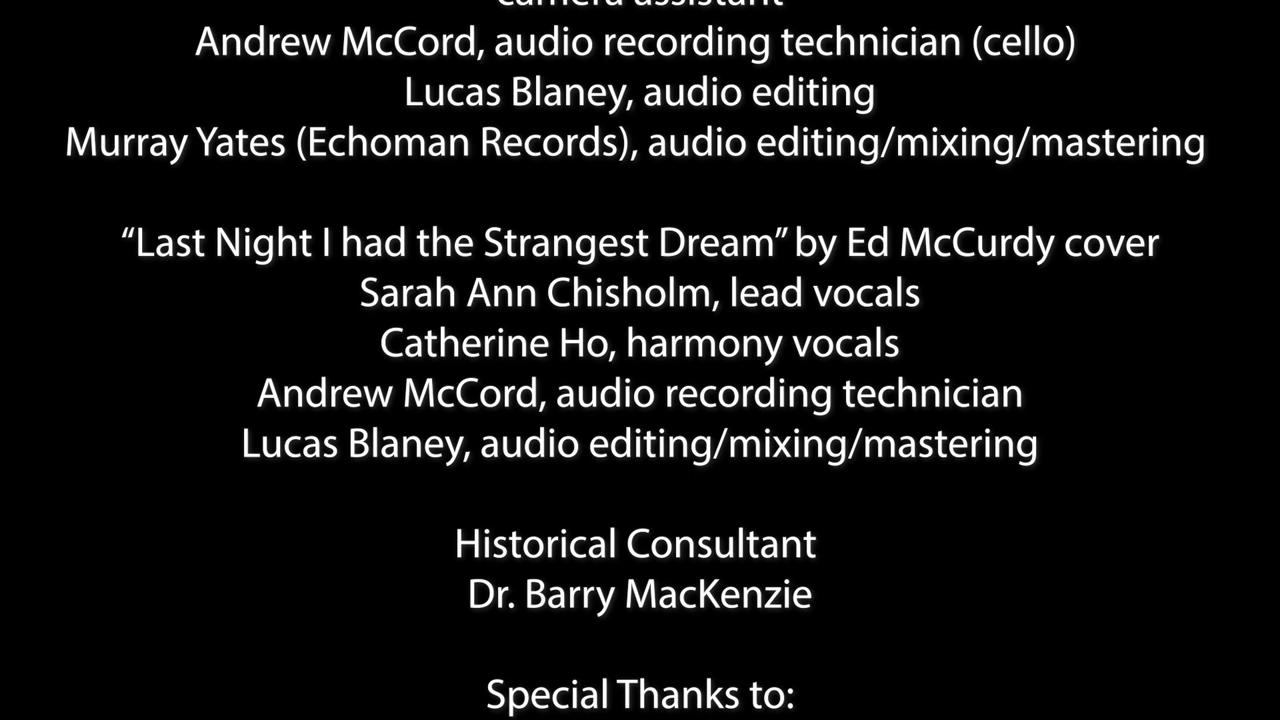 camera assistant
Andrew McCord, audio recording technician (cello)
Lucas Blaney, audio editing
Murray Yates (Echoman Records), audio editing/mixing/mastering
“Last Night I had the Strangest Dream” by Ed McCurdy cover
Sarah Ann Chisholm, lead vocals
Catherine Ho, harmony vocals
Andrew McCord, audio recording technician
Lucas Blaney, audio editing/mixing/mastering
Historical Consultant
Dr. Barry MacKenzie
Special Thanks to: